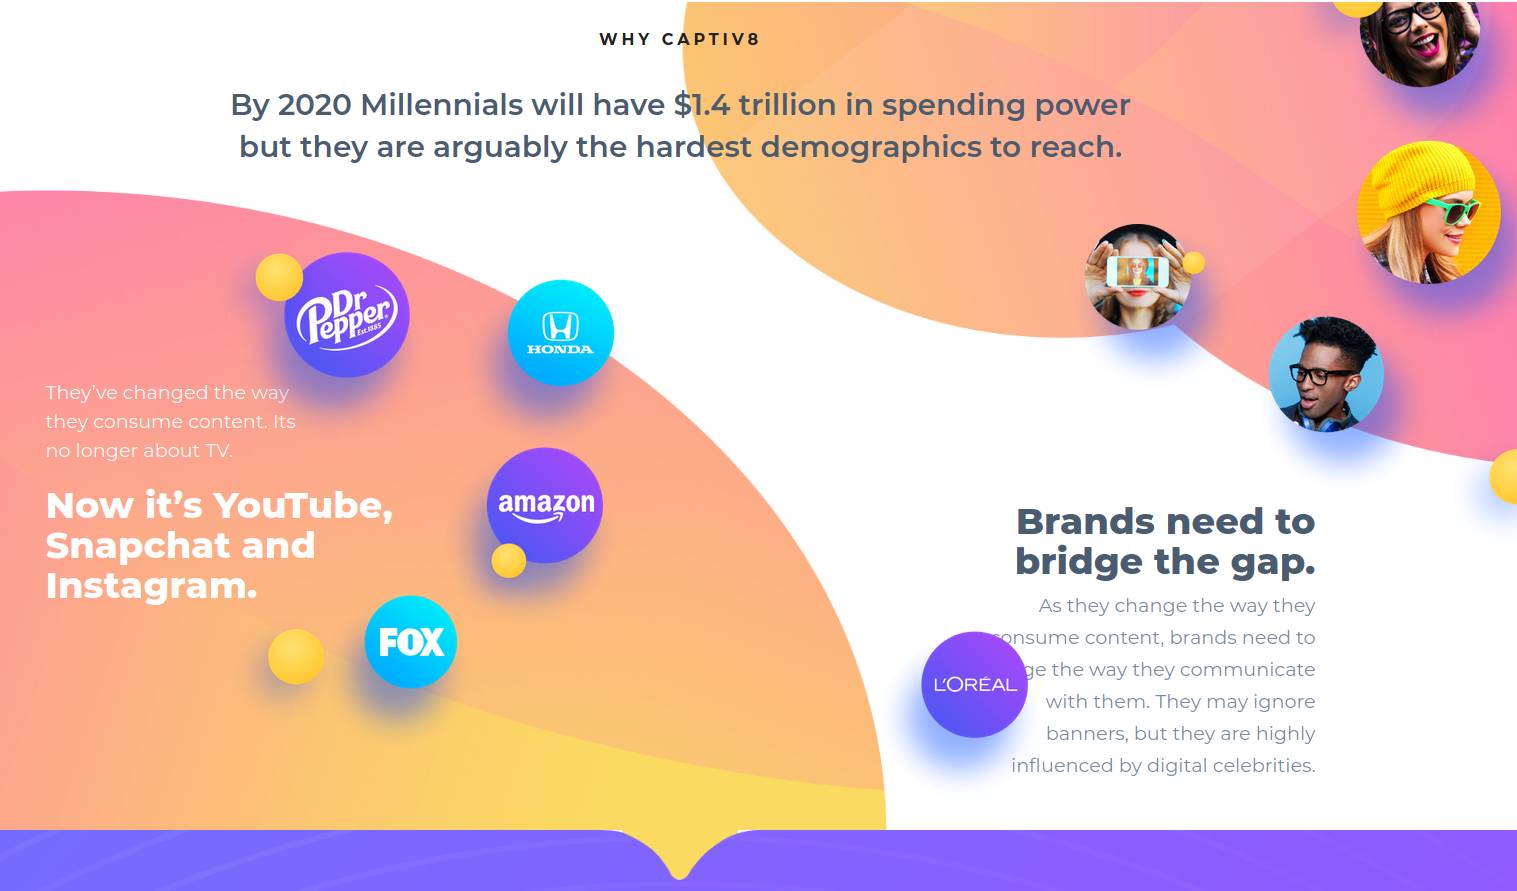 WHY CAPTIV8
By 2020 Millennials will have $1.4 trillion in spending power
but they are arguably the hardest demographics to reach.
Dr
Pepper
Est. 1885
HONDA
They’ve changed the way
they consume content. Its
no longer about TV.
amazon
Now it’s YouTube,
Snapchat and
Instagram.
FOX
Brands need to
bridge the gap.
As they change the way they
consume content, brands need to
ge the way they communicate
L'ORÉAL
with them. They may ignore
banners, but they are highly
influenced by digital celebrities.